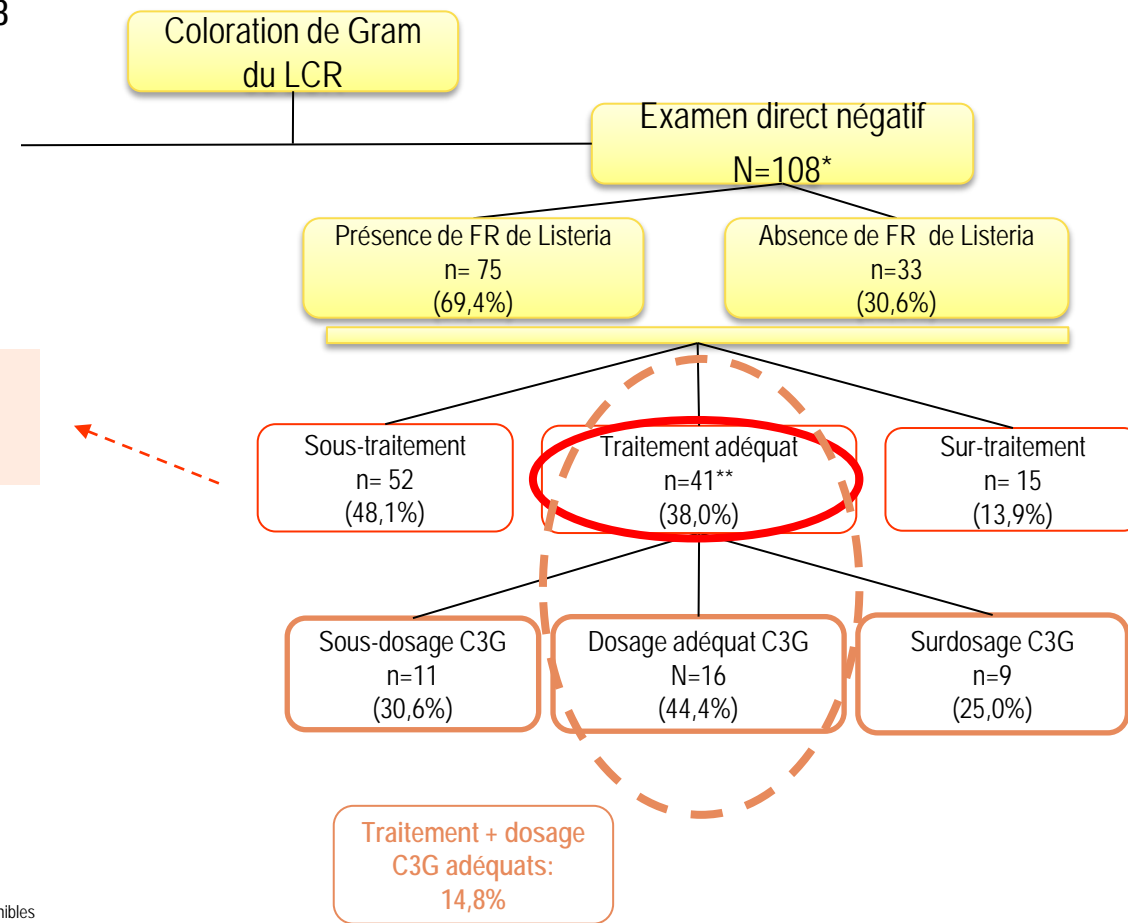 Coloration de Gram
du LCR
Examen direct négatif
N=108*
Présence de FR de Listeria
n= 75
(69,4%)
Absence de FR de Listeria
n=33
(30,6%)
Sous-traitement
n= 52
(48,1%)
Traitement adéquat
n=41**
(38,0%)
Sur-traitement
n= 15
(13,9%)
Sous-dosage C3G
n=11
(30,6%)
Dosage adéquat C3G
N=16
(44,4%)
Surdosage C3G
n=9
(25,0%)
Traitement + dosage
C3G adéquats:
14,8%
nibles